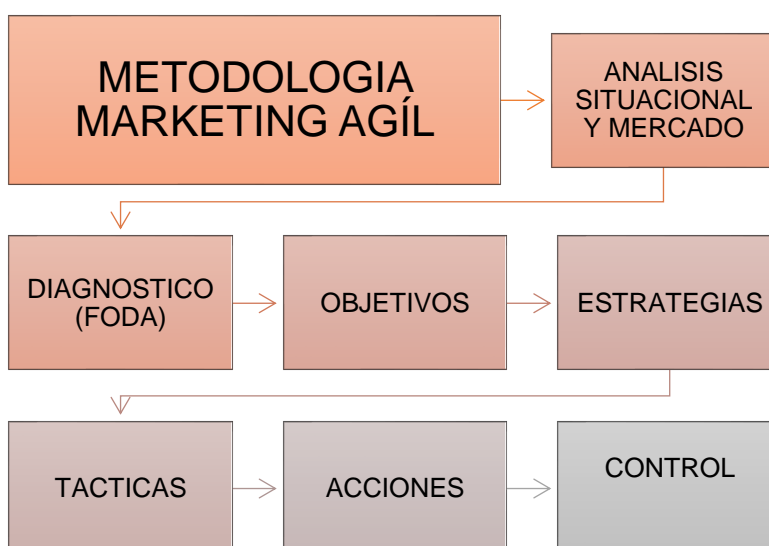 METODOLOGIA
MARKETING AGÍL
ANALISIS
SITUACIONAL
Y MERCADO
DIAGNOSTICO
(FODA)
OBJETIVOS
ESTRATEGIAS
TACTICAS
ACCIONES
CONTROL